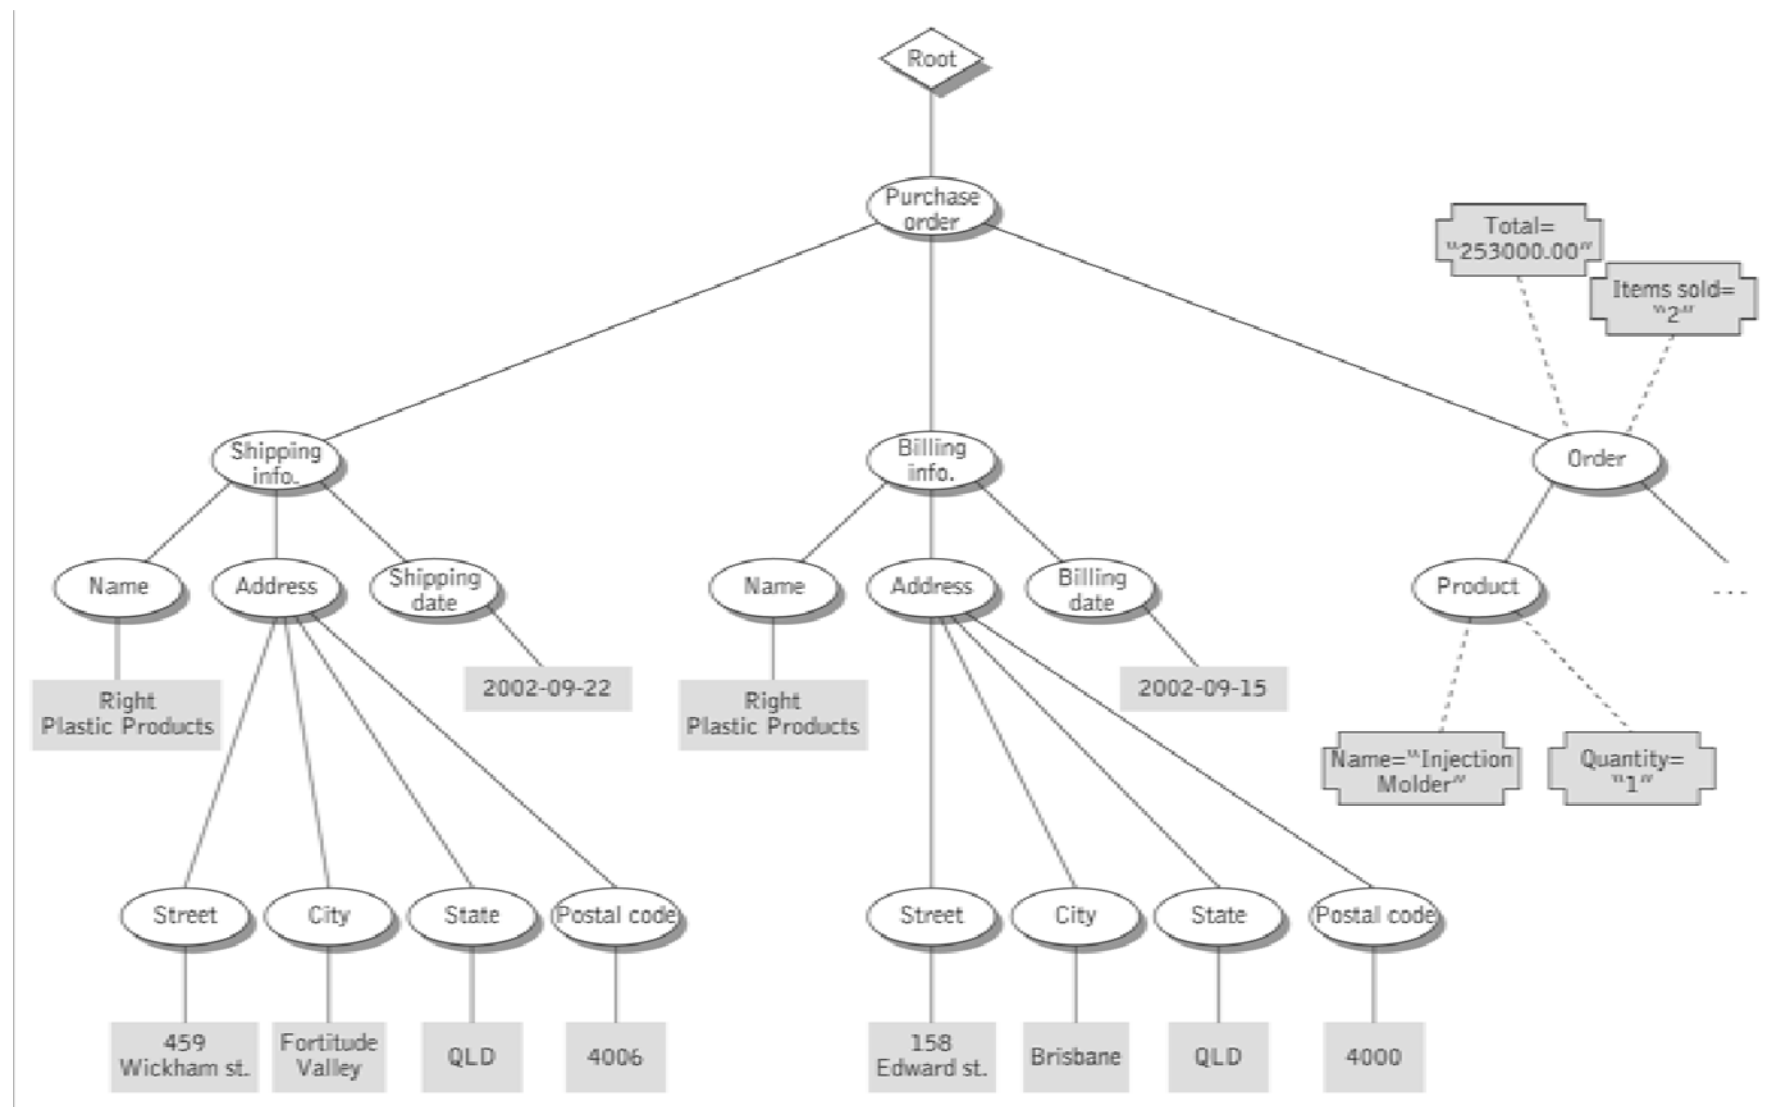 Root
Purchase
order
Total=
“253000.00”
Items sold=
“2”
Shipping
info.
Billing
info.
Order
Name
Address
Shipping
date
Name
Address
Billing
date
Product
...
Right
Plastic Products
2002-09-22
Right
Plastic Products
2002-09-15
Name=“Injection
Molder”
Quantity=
“1”
Street
City
State
Postal code
Street
City
State
Postal code
459
Wickham st.
Fortitude
Valley
QLD
4006
158
Edward st.
Brisbane
QLD
4000